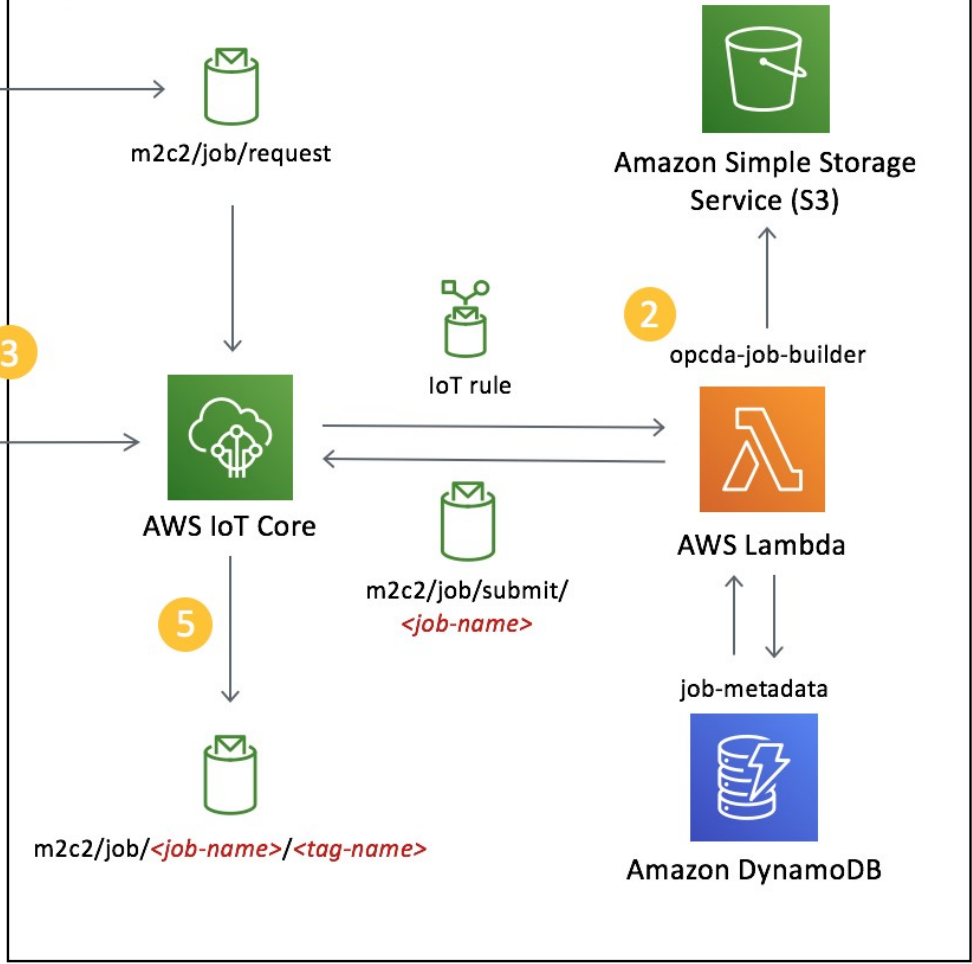 m2c2/job/request
Amazon Simple Storage
Service (S3)
2
opcda-job-builder
3
IoT rule
AWS IoT Core
AWS Lambda
m2c2/job/submit/
<job-name>
5
job-metadata
m2c2/job/<job-name>/<tag-name>
Amazon DynamoDB